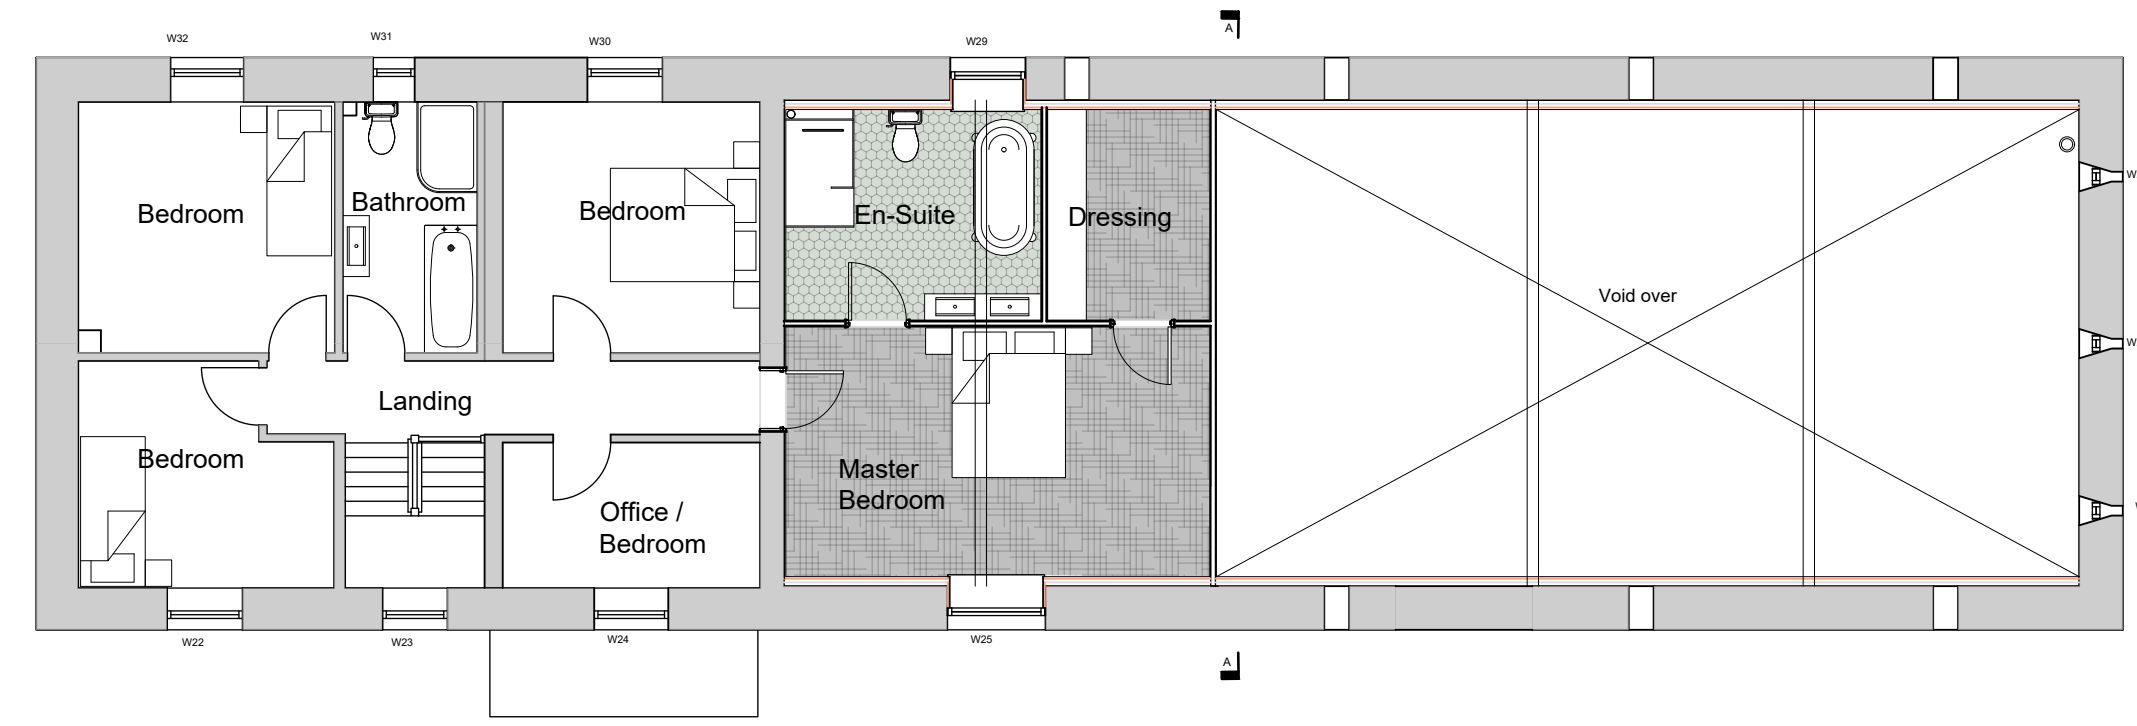 A
W32
W31
W30
W29
Bedroom
Bathroom
Bedroom
En-Suite
Dressing
Void over
Landing
Bedroom
Master
Bedroom
Office /
Bedroom
W22
W23
W24
W25
A
W
W